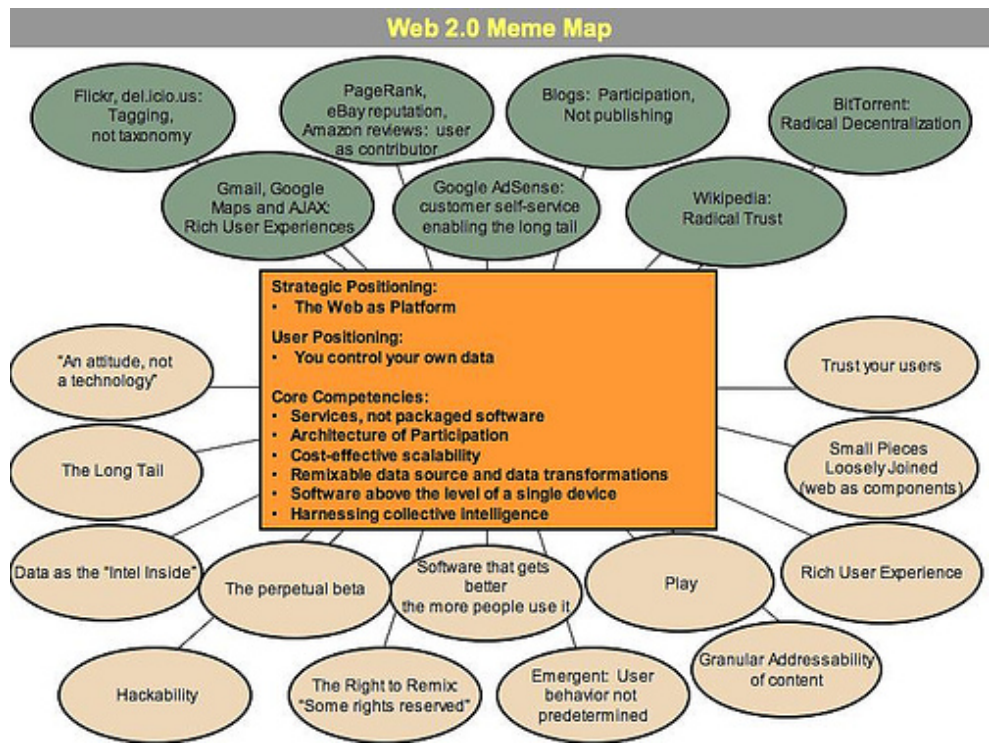 Web 2.0 Meme Map
Flickr, del.icio.us:
Tagging,
not taxonomy
PageRank,
eBay reputation,
Amazon reviews: user
as contributor
Blogs: Participation,
Not publishing
BitTorrent:
Radical Decentralization
Gmail, Google
Maps and AJAX:
Rich User Experiences
Google AdSense:
customer self-service
enabling the long tail
Wikipedia:
Radical Trust
Strategic Positioning:
• The Web as Platform
User Positioning:
• You control your own data
Core Competencies:
• Services, not packaged software
• Architecture of Participation
• Cost-effective scalability
• Remixable data source and data transformations
• Software above the level of a single device
• Harnessing collective intelligence
"An attitude, not
a technology"
Trust your users
The Long Tail
Small Pieces
Loosely Joined
(web as components)
Data as the "Intel Inside"
The perpetual beta
Software that gets
better
the more people use it
Play
Rich User Experience
Hackability
The Right to Remix:
"Some rights reserved"
Emergent: User
behavior not
predetermined
Granular Addressability
of content